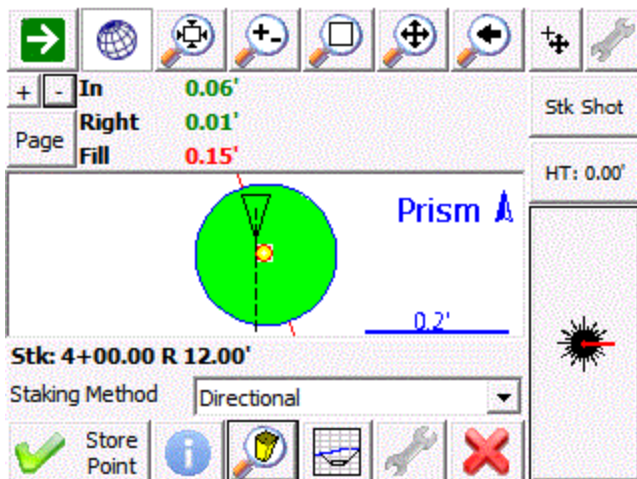 + - In 0.06'
Right 0.01'
Page
Fill 0.15'
Stk Shot
HT: 0.00'
Prism
0.2'
Stk: 4+00.00 R 12.00'
Staking Method Directional
Store
Point